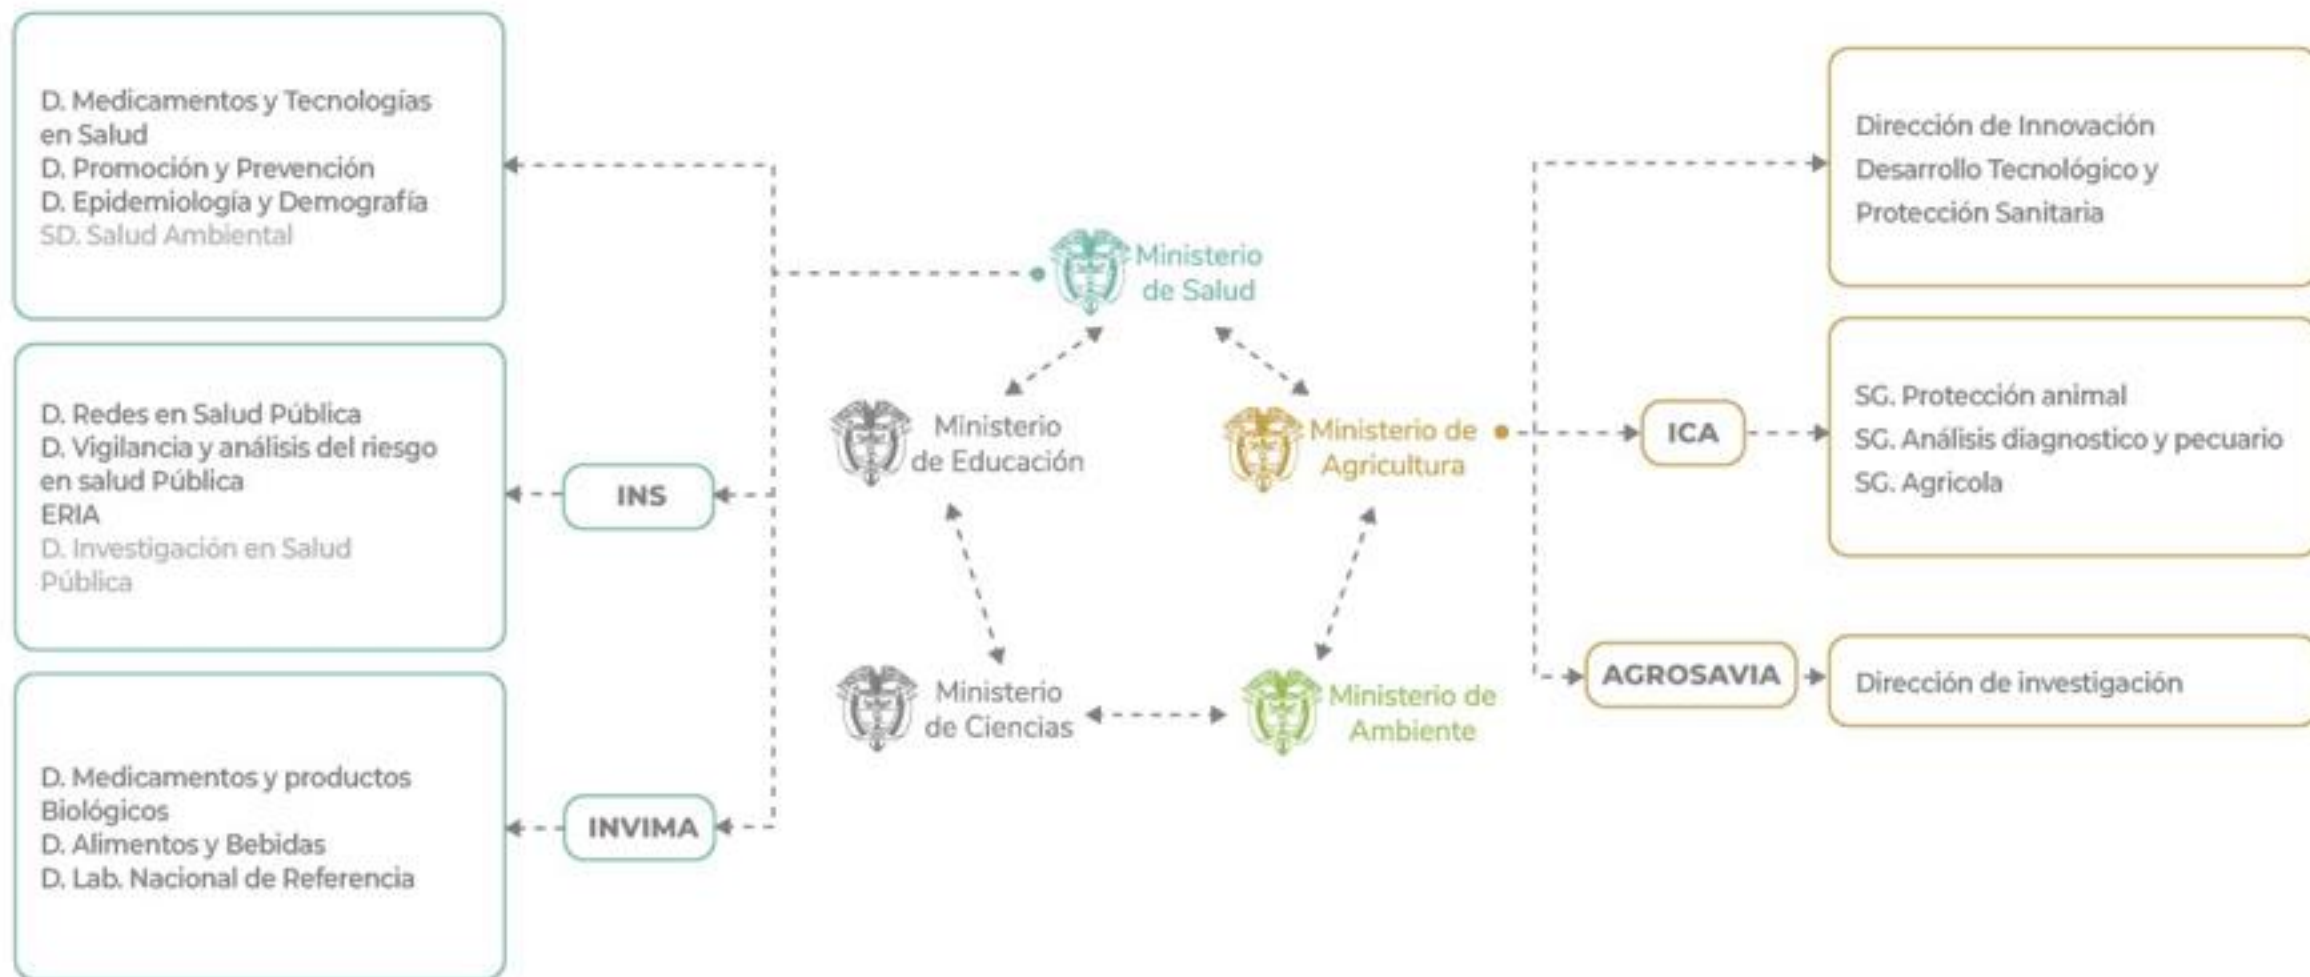 D. Medicamentos y Tecnologías
en Salud
D. Promoción y Prevención
D. Epidemiología y Demografía
SD. Salud Ambiental
D. Redes en Salud Pública
D. Vigilancia y análisis del riesgo
en salud Pública
ERIA
D. Investigación en Salud
Pública
INS
D. Medicamentos y productos
Biológicos
D. Alimentos y Bebidas
D. Lab. Nacional de Referencia
INVIMA
Ministerio
de Salud
Ministerio
de Educación
Ministerio de
Agricultura
Ministerio
de Ciencias
Ministerio de
Ambiente
Dirección de Innovación
Desarrollo Tecnológico y
Protección Sanitaria
ICA
SG. Protección animal
SG. Análisis diagnostico y pecuario
SG. Agricola
AGROSAVIA
Dirección de investigación